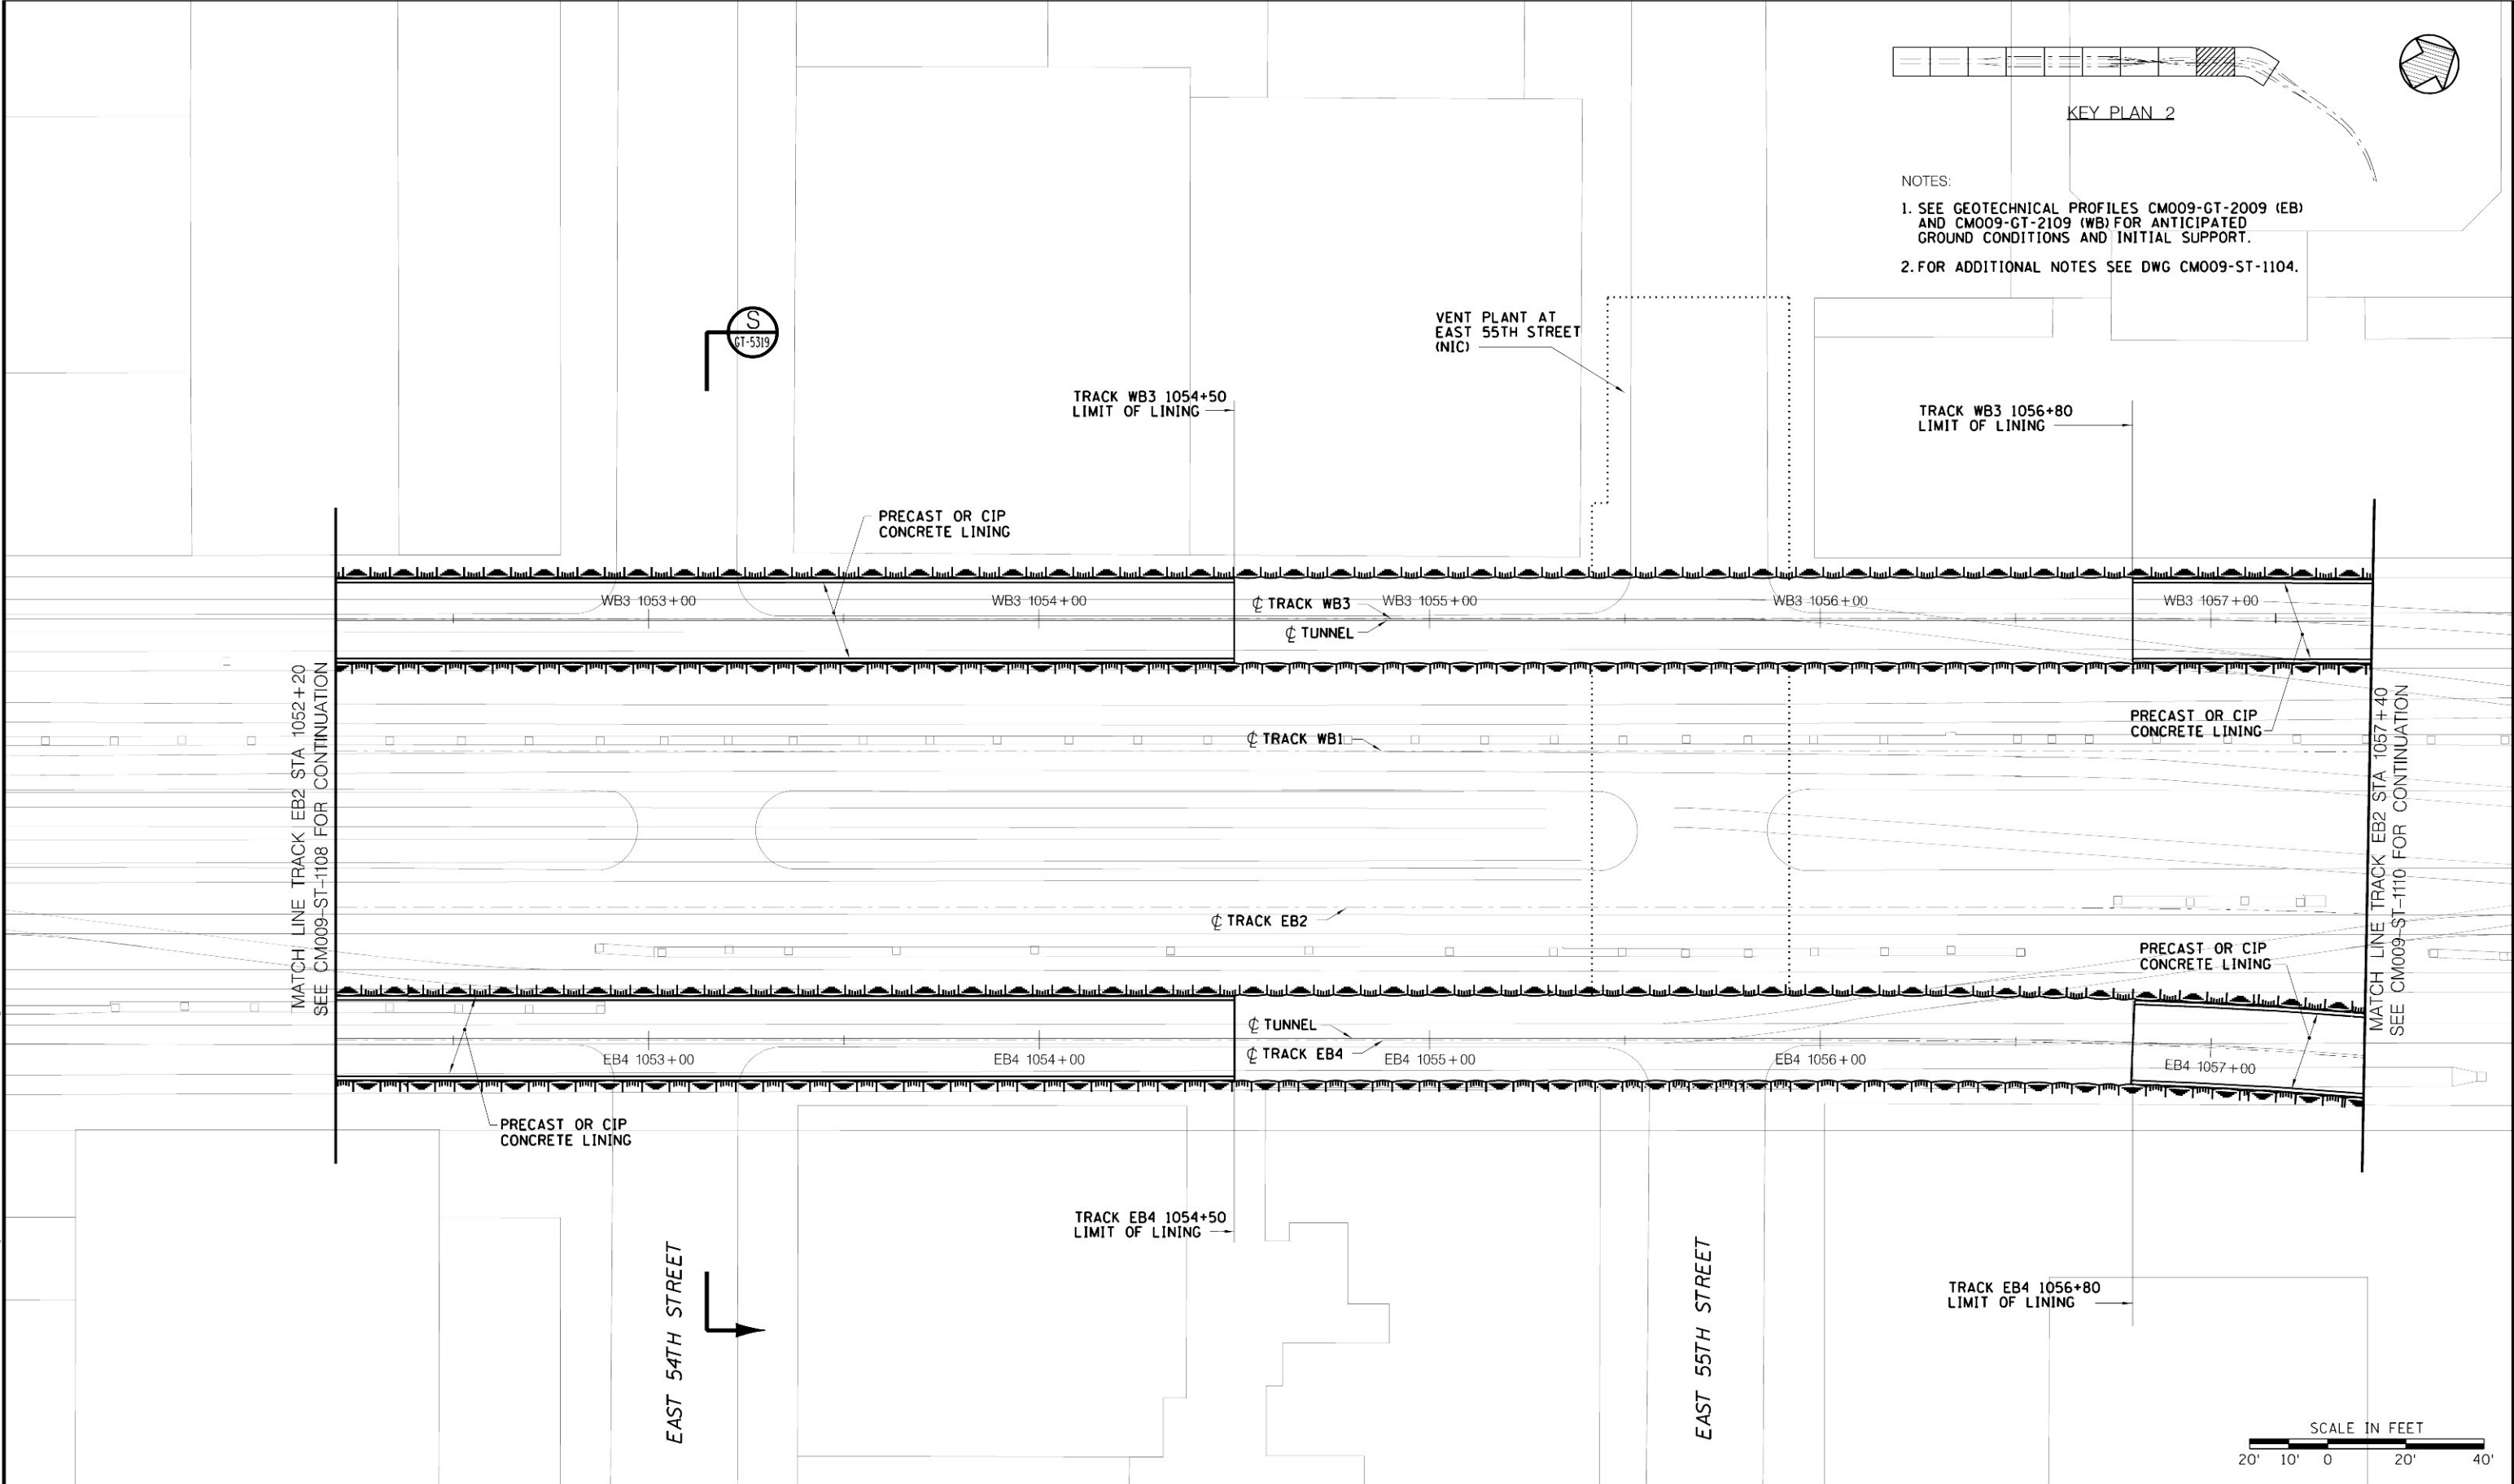 KEY PLAN 2
NOTES:
1. SEE GEOTECHNICAL PROFILES CM009-GT-2009 (EB)
AND CM009-GT-2109 (WB) FOR ANTICIPATED
GROUND CONDITIONS AND INITIAL SUPPORT.
2. FOR ADDITIONAL NOTES SEE DWG CM009-ST-1104.
S
GT-5319
VENT PLANT AT
EAST 55TH STREET
(NIC)
TRACK WB3 1054+50
LIMIT OF LINING
TRACK WB3 1056+80
LIMIT OF LINING
PRECAST OR CIP
CONCRETE LINING
WB3 1053+00
WB3 1054+00
℄ TRACK WB3
WB3 1055+00
WB3 1056+00
WB3 1057+00
℄ TUNNEL
MATCH LINE TRACK EB2 STA 1052+20
SEE CM009-ST-1108 FOR CONTINUATION
PRECAST OR CIP
CONCRETE LINING
℄ TRACK WB1
MATCH LINE TRACK EB2 STA 1057+40
SEE CM009-ST-1110 FOR CONTINUATION
℄ TRACK EB2
PRECAST OR CIP
CONCRETE LINING
℄ TUNNEL
℄ TRACK EB4
EB4 1053+00
EB4 1054+00
EB4 1055+00
EB4 1056+00
EB4 1057+00
PRECAST OR CIP
CONCRETE LINING
TRACK EB4 1054+50
LIMIT OF LINING
EAST 54TH STREET
EAST 55TH STREET
TRACK EB4 1056+80
LIMIT OF LINING
SCALE IN FEET
20' 10' 0 20' 40'